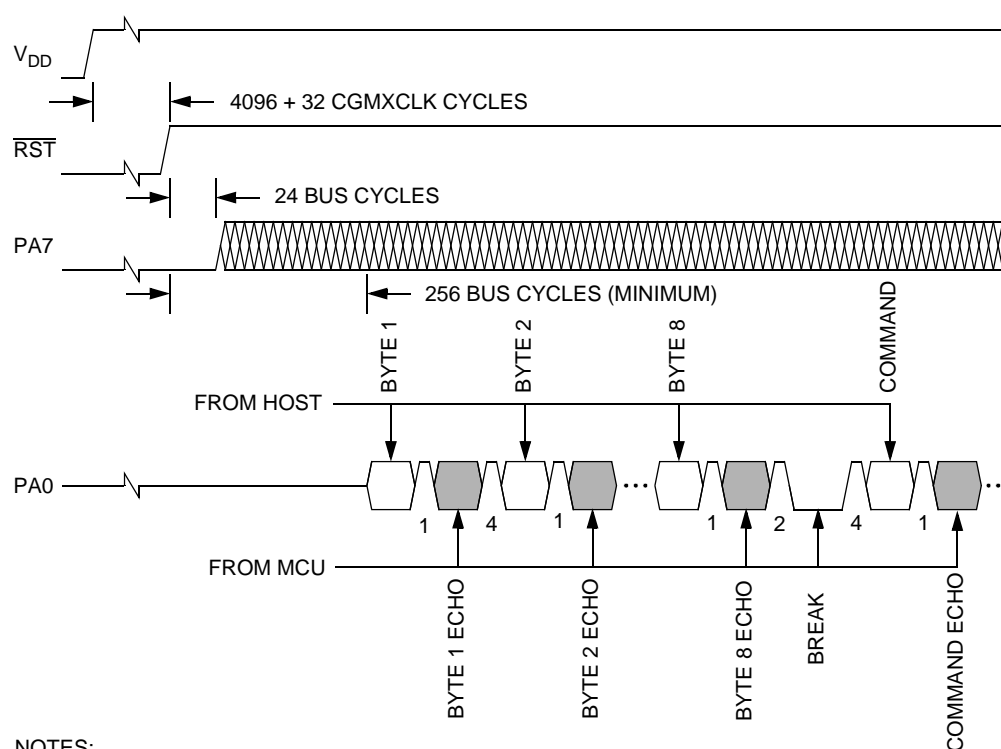 VDD
4096 + 32 CGMXCLK CYCLES
RST
24 BUS CYCLES
PA7
256 BUS CYCLES (MINIMUM)
BYTE 1
BYTE 2
BYTE 8
COMMAND
FROM HOST
PA0
1
4
1
1
2
4
1
FROM MCU
BYTE 1 ECHO
BYTE 2 ECHO
BYTE 8 ECHO
BREAK
COMMAND ECHO
NOTES: